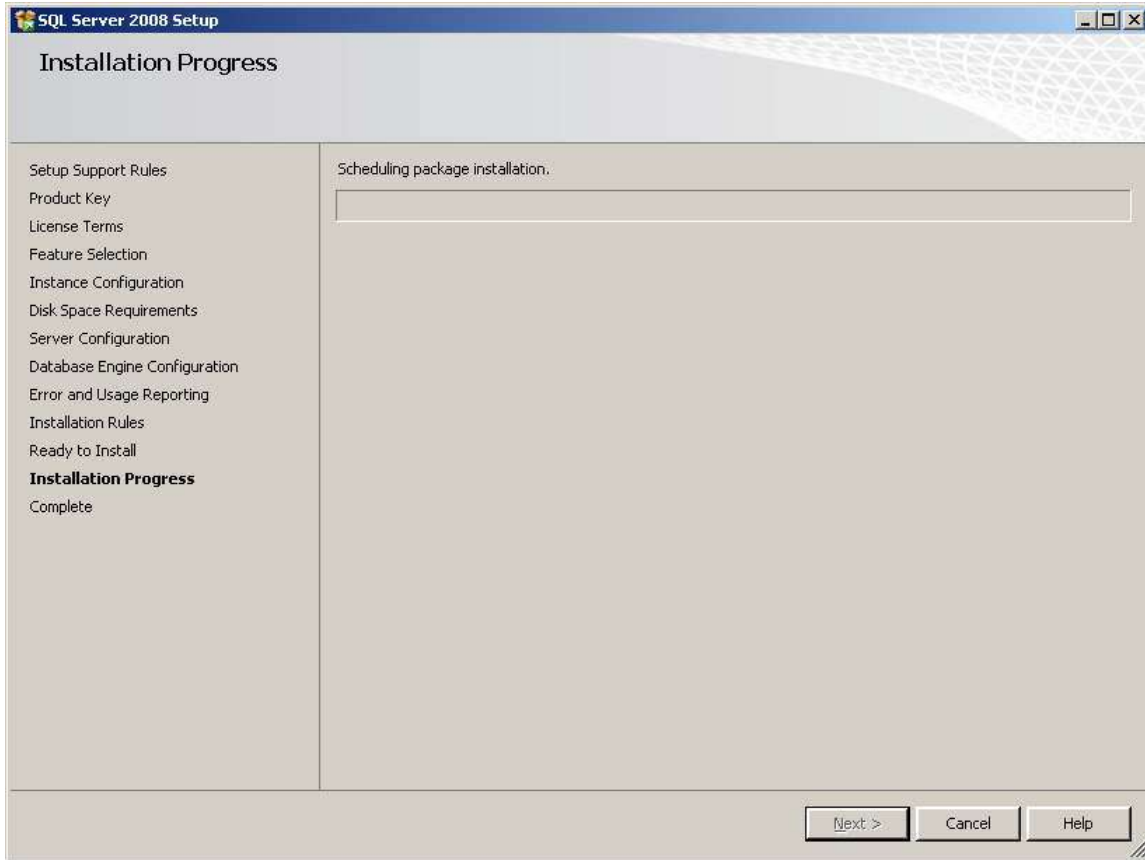 SQL Server 2008 Setup
Installation Progress
Setup Support Rules
Product Key
License Terms
Feature Selection
Instance Configuration
Disk Space Requirements
Server Configuration
Database Engine Configuration
Error and Usage Reporting
Installation Rules
Ready to Install
Installation Progress
Complete
Scheduling package installation.
Next >
Cancel
Help